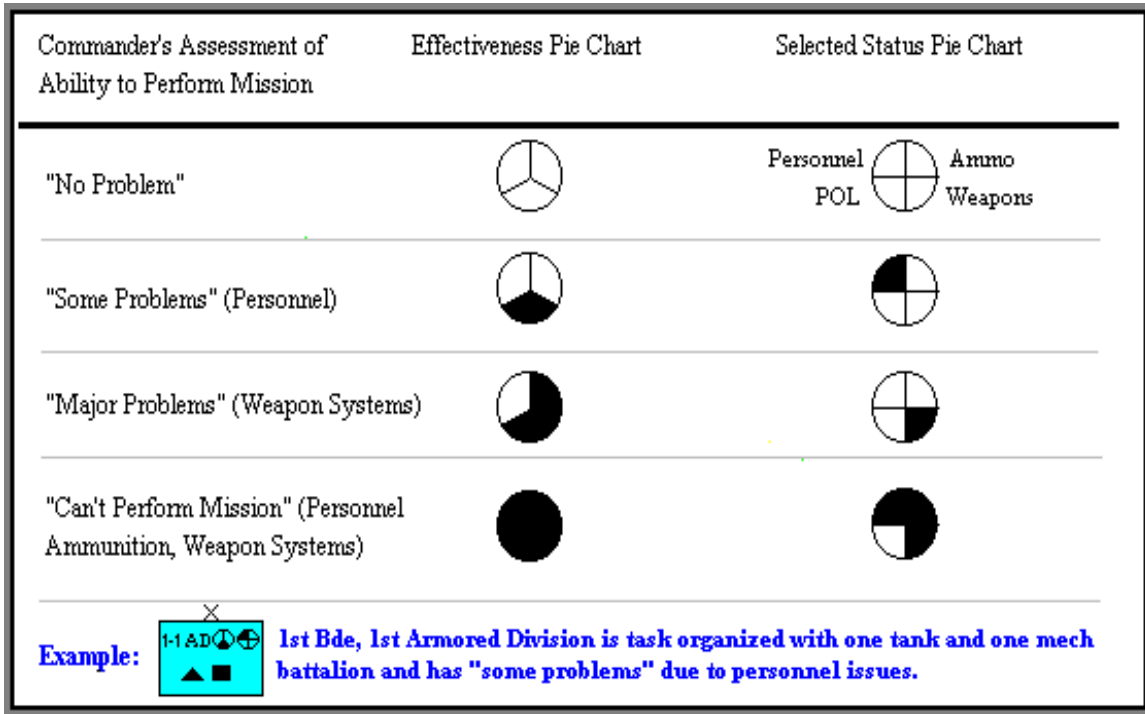 Commander's Assessment of
Ability to Perform Mission
Effectiveness Pie Chart
Selected Status Pie Chart
"No Problem"
Personnel
Ammo
POL
Weapons
"Some Problems" (Personnel)
"Major Problems" (Weapon Systems)
"Can't Perform Mission" (Personnel
Ammunition, Weapon Systems)
Example:
X
1-1 AD
1st Bde, 1st Armored Division is task organized with one tank and one mech
battalion and has "some problems" due to personnel issues.